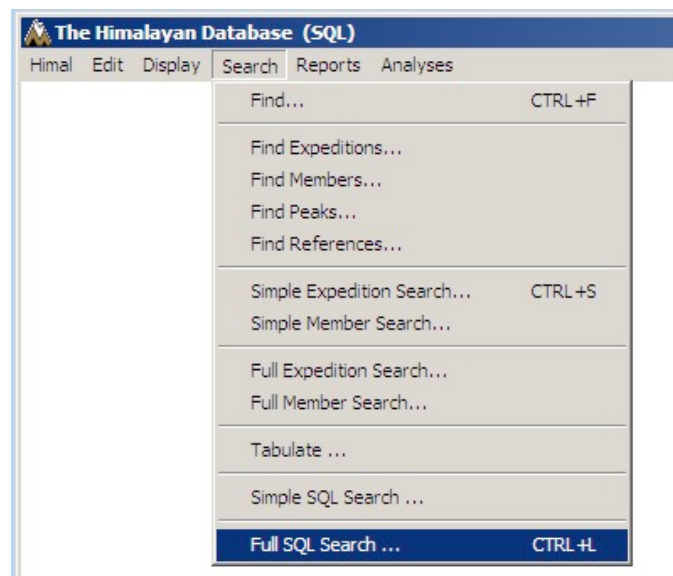 The Himalayan Database (SQL)
Himal Edit Display Search Reports Analyses
Find... CTRL+F
Find Expeditions...
Find Members...
Find Peaks...
Find References...
Simple Expedition Search... CTRL+S
Simple Member Search...
Full Expedition Search...
Full Member Search...
Tabulate ...
Simple SQL Search ...
Full SQL Search ... CTRL+L